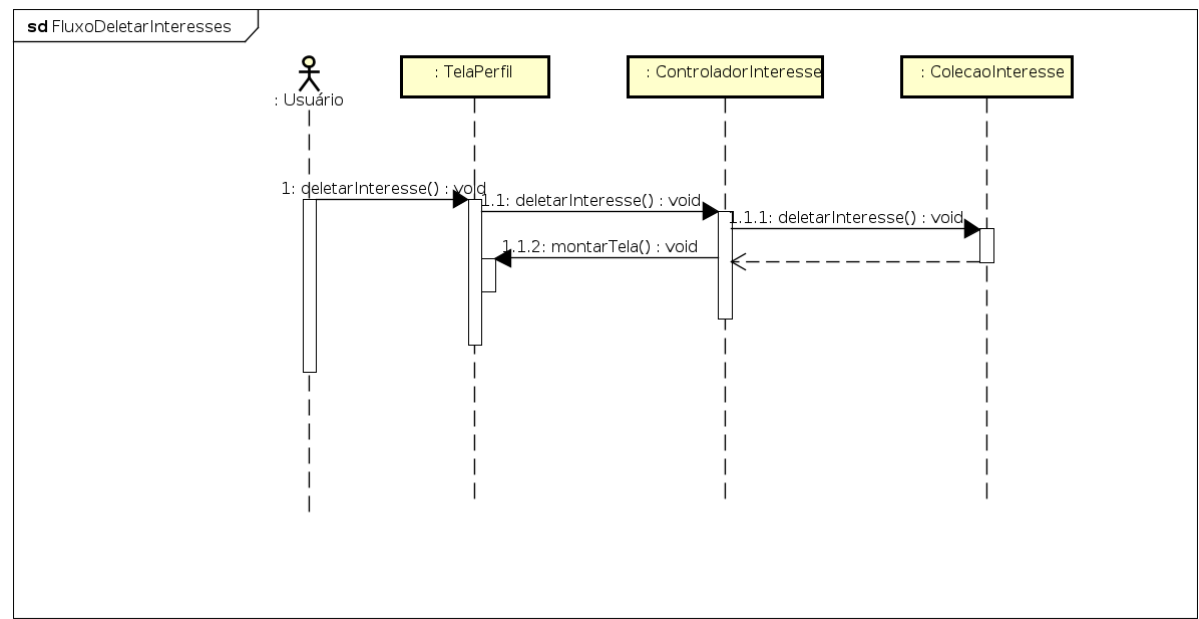 sd FluxoDeletarInteresses
: Usuário
: TelaPerfil
: ControladorInteresse
: ColecaoInteresse
1: deletarInteresse() : void
1.1: deletarInteresse() : void
1.1.1: deletarInteresse() : void
1.1.2: montarTela() : void